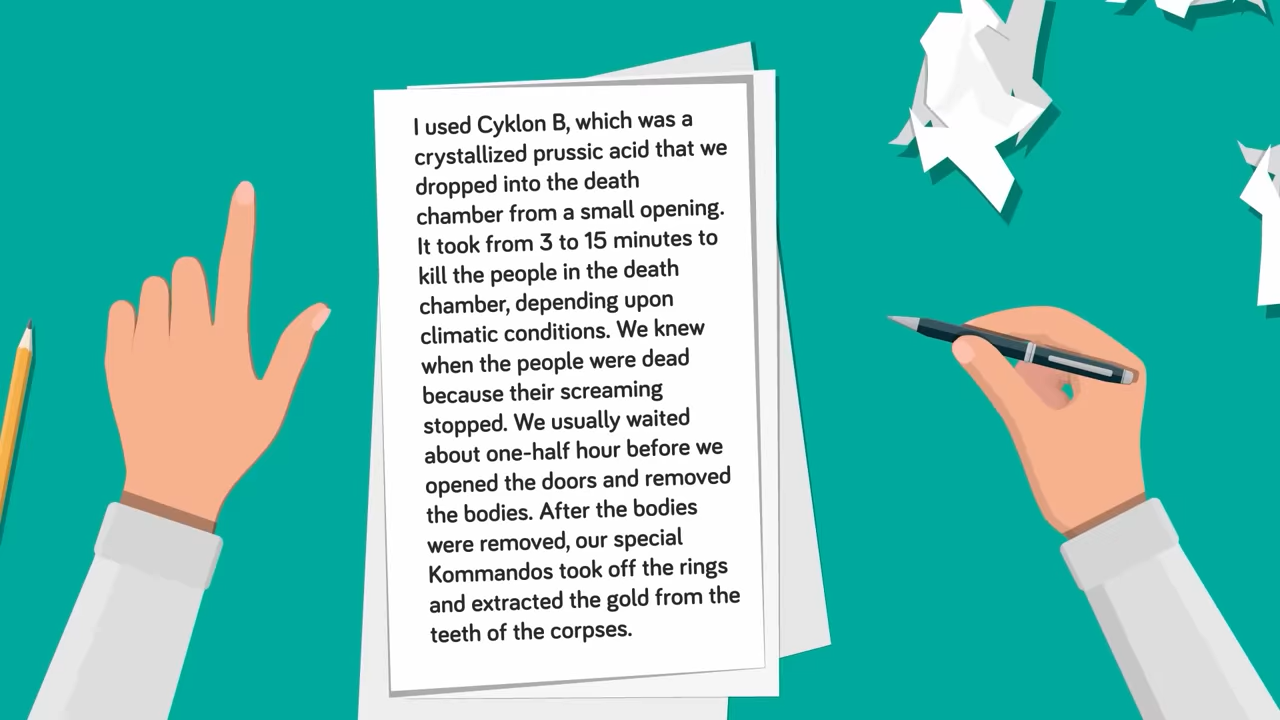 I used Cyklon B, which was a
crystallized prussic acid that we
dropped into the death
chamber from a small opening.
It took from 3 to 15 minutes to
kill the people in the death
chamber, depending upon
climatic conditions. We knew
when the people were dead
because their screaming
stopped. We usually waited
about one-half hour before we
opened the doors and removed
the bodies. After the bodies
were removed, our special
Kommandos took off the rings
and extracted the gold from the
teeth of the corpses.